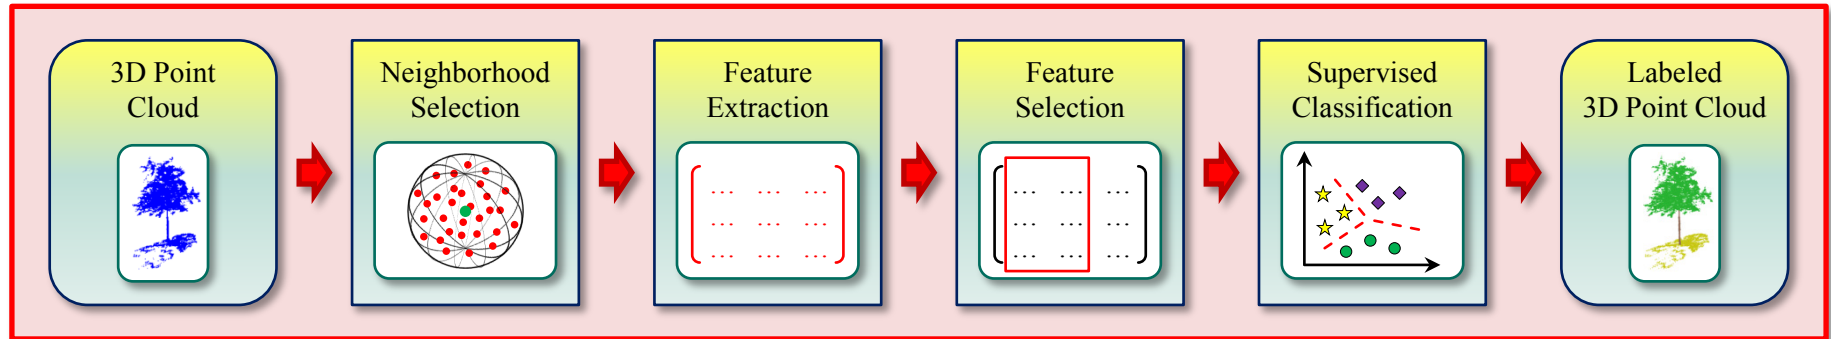 3D Point
Cloud
Neighborhood
Selection
Feature
Extraction
Feature
Selection
Supervised
Classification
Labeled
3D Point Cloud